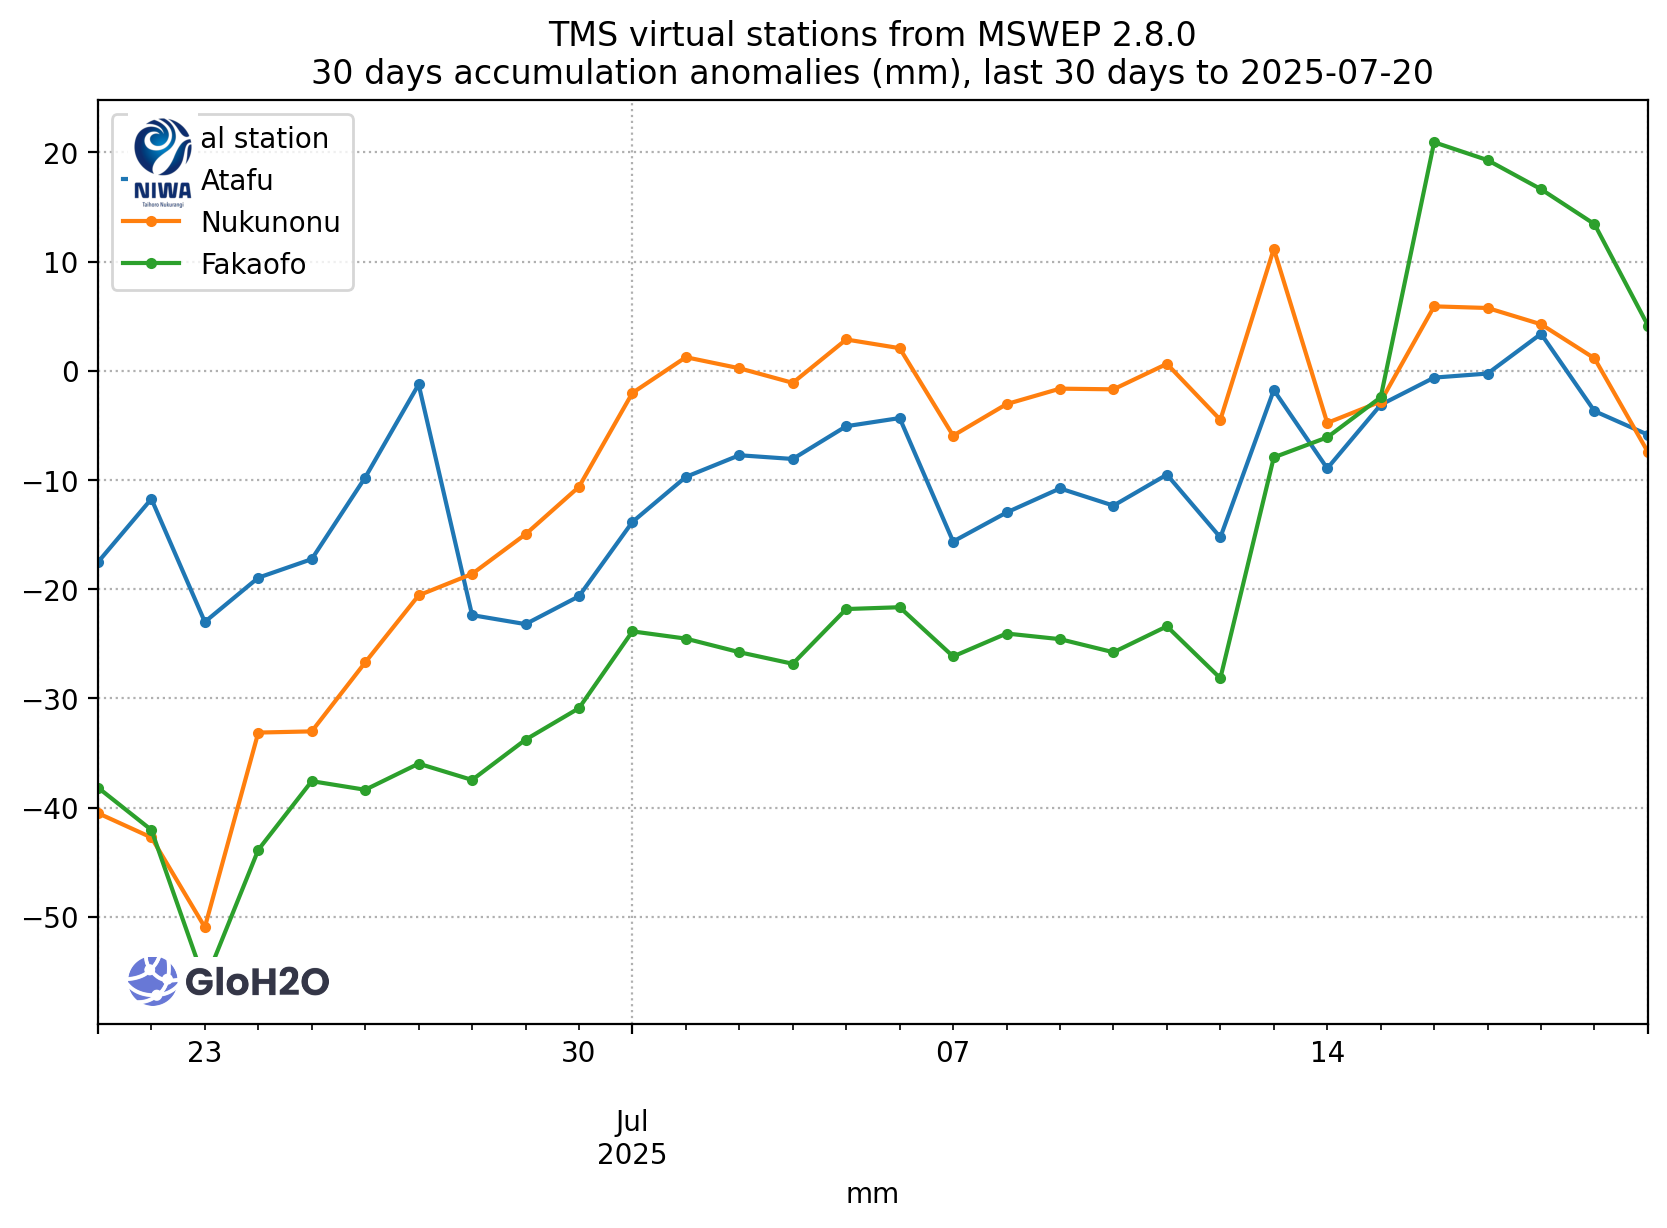 TMS virtual stations from MSWEP 2.8.0
30 days accumulation anomalies (mm), last 30 days to 2025-07-20
al station
Atafu
Nukunonu
Fakaofo
NIWA
Taihoro Nukurangi
20
10
0
−10
−20
−30
−40
−50
GloH2O
23
30
07
14
Jul
2025
mm